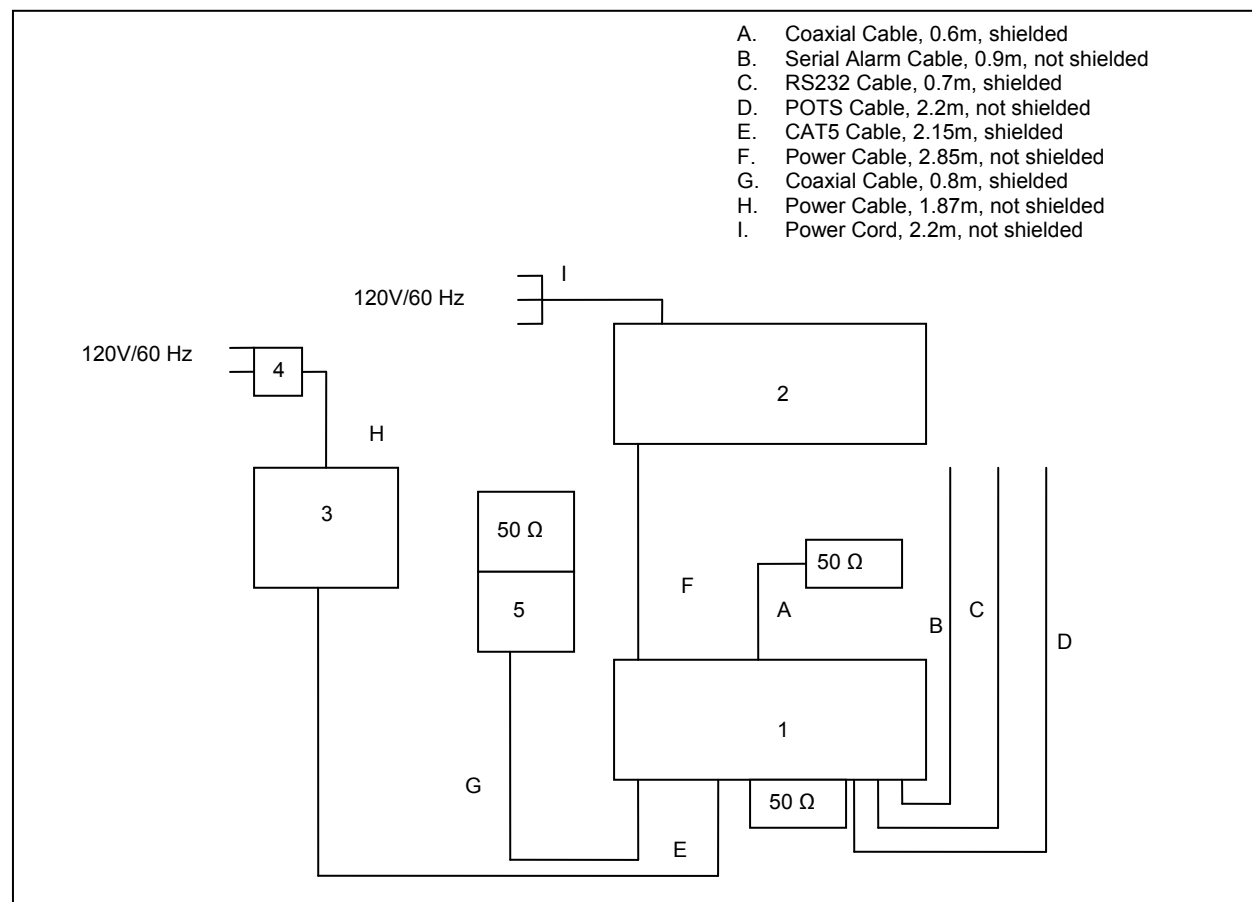 A. Coaxial Cable, 0.6m, shielded
B. Serial Alarm Cable, 0.9m, not shielded
C. RS232 Cable, 0.7m, shielded
D. POTS Cable, 2.2m, not shielded
E. CAT5 Cable, 2.15m, shielded
F. Power Cable, 2.85m, not shielded
G. Coaxial Cable, 0.8m, shielded
H. Power Cable, 1.87m, not shielded
I. Power Cord, 2.2m, not shielded
I
120V/60 Hz
120V/60 Hz
4
2
H
3
50 Ω
50 Ω
F
5
A
C
B
D
1
G
50 Ω
E